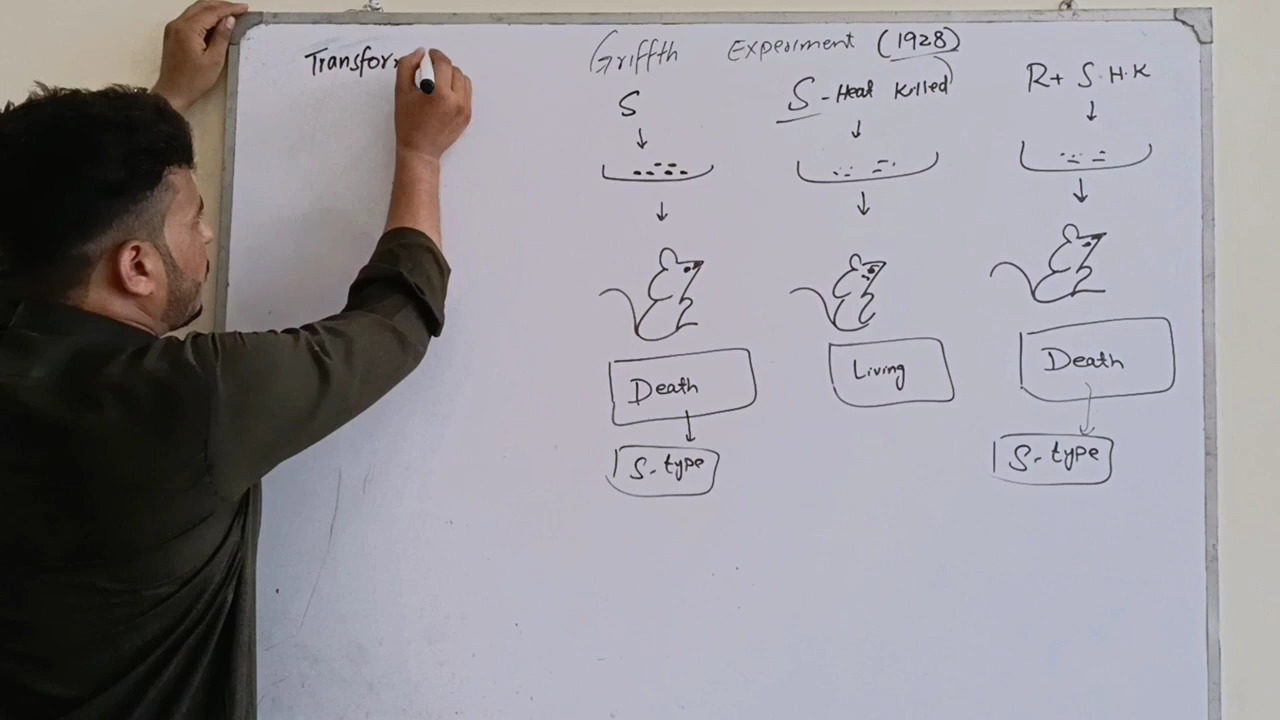 Transfor
Griffth Experiment (1928)
S
S - Heat Killed
R + S.H.K
Death
Living
Death
S-type
S-type